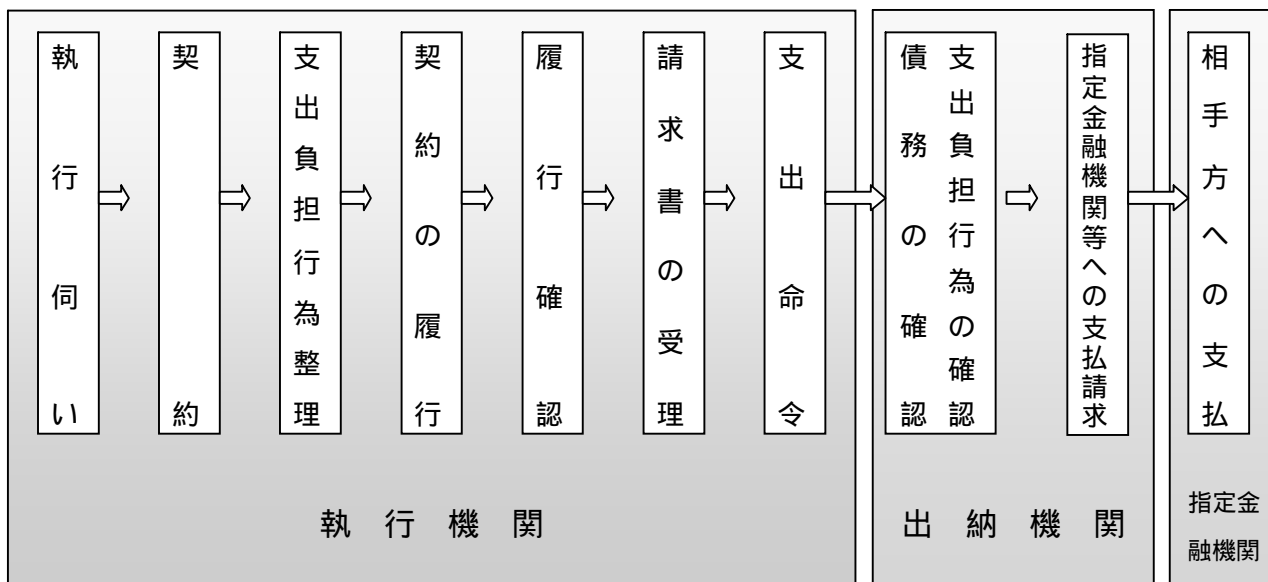 執行伺い
契約
支出負担行為整理
契約の履行
履行確認
請求書の受理
支出命令
支出負担行為の確認
債務の確認
指定金融機関等への支払請求
相手方への支払
執行機関
出納機関
指定金
融機関